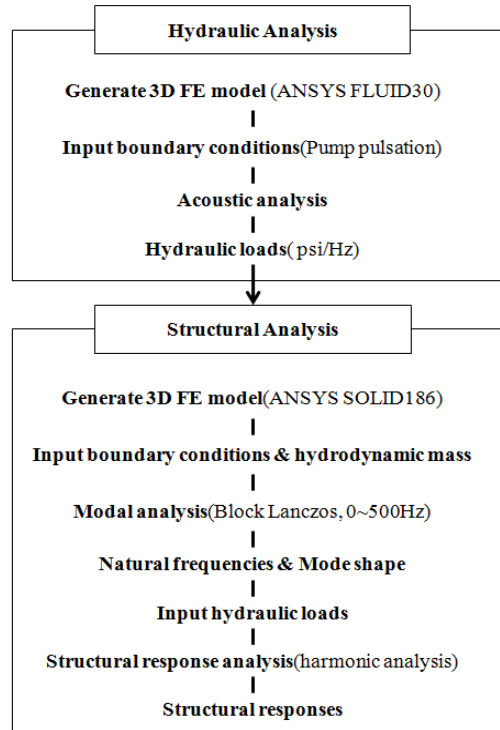 Hydraulic Analysis
Generate 3D FE model (ANSYS FLUID30)
Input boundary conditions(Pump pulsation)
Acoustic analysis
Hydraulic loads( psi/Hz)
Structural Analysis
Generate 3D FE model(ANSYS SOLID186)
Input boundary conditions & hydrodynamic mass
Modal analysis(Block Lanczos, 0~500Hz)
Natural frequencies & Mode shape
Input hydraulic loads
Structural response analysis(harmonic analysis)
Structural responses